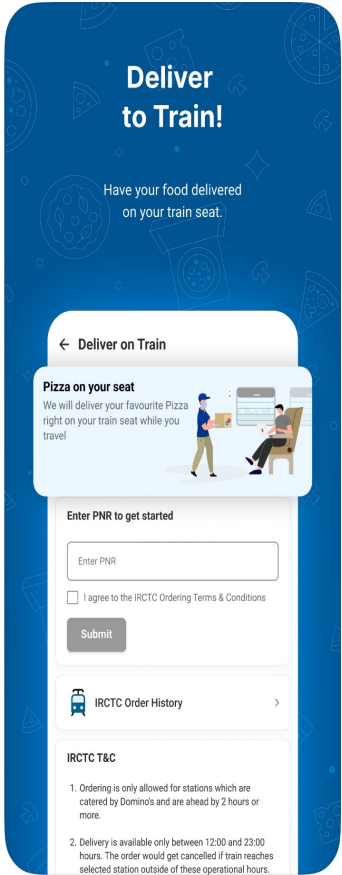 Deliver
to Train!
Have your food delivered
on your train seat.
Deliver on Train
Pizza on your seat
We will deliver your favourite Pizza
right on your train seat while you
travel
Enter PNR to get started
Enter PNR
I agree to the IRCTC Ordering Terms & Conditions
Submit
IRCTC Order History
IRCTC T&C
1. Ordering is only allowed for stations which are
catered by Domino's and are ahead by 2 hours or
more.
2. Delivery is available only between 12:00 and 23:00
hours. The order would get cancelled if train reaches
selected station outside of these operational hours.